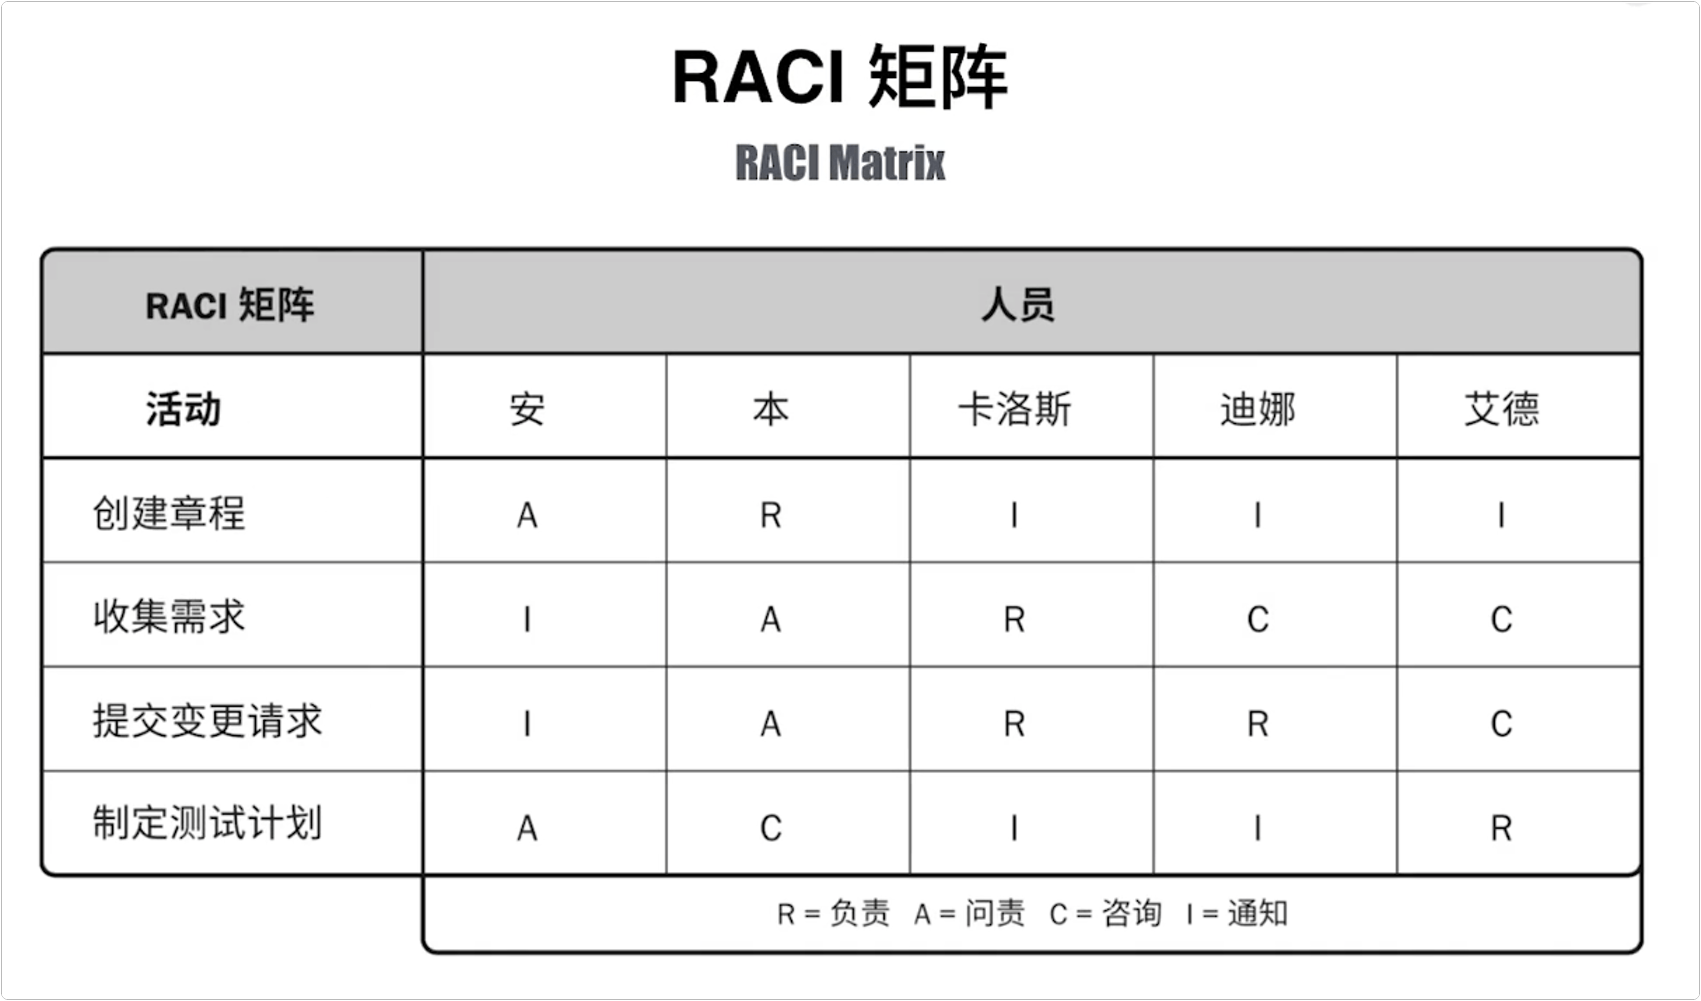 RACI 矩阵
RACI Matrix
RACI 矩阵 人员
活动 安 本 卡洛斯 迪娜 艾德
创建章程 A R I I I
收集需求 I A R C C
提交变更请求 I A R R C
制定测试计划 A C I I R
R = 负责 A = 问责 C = 咨询 I = 通知